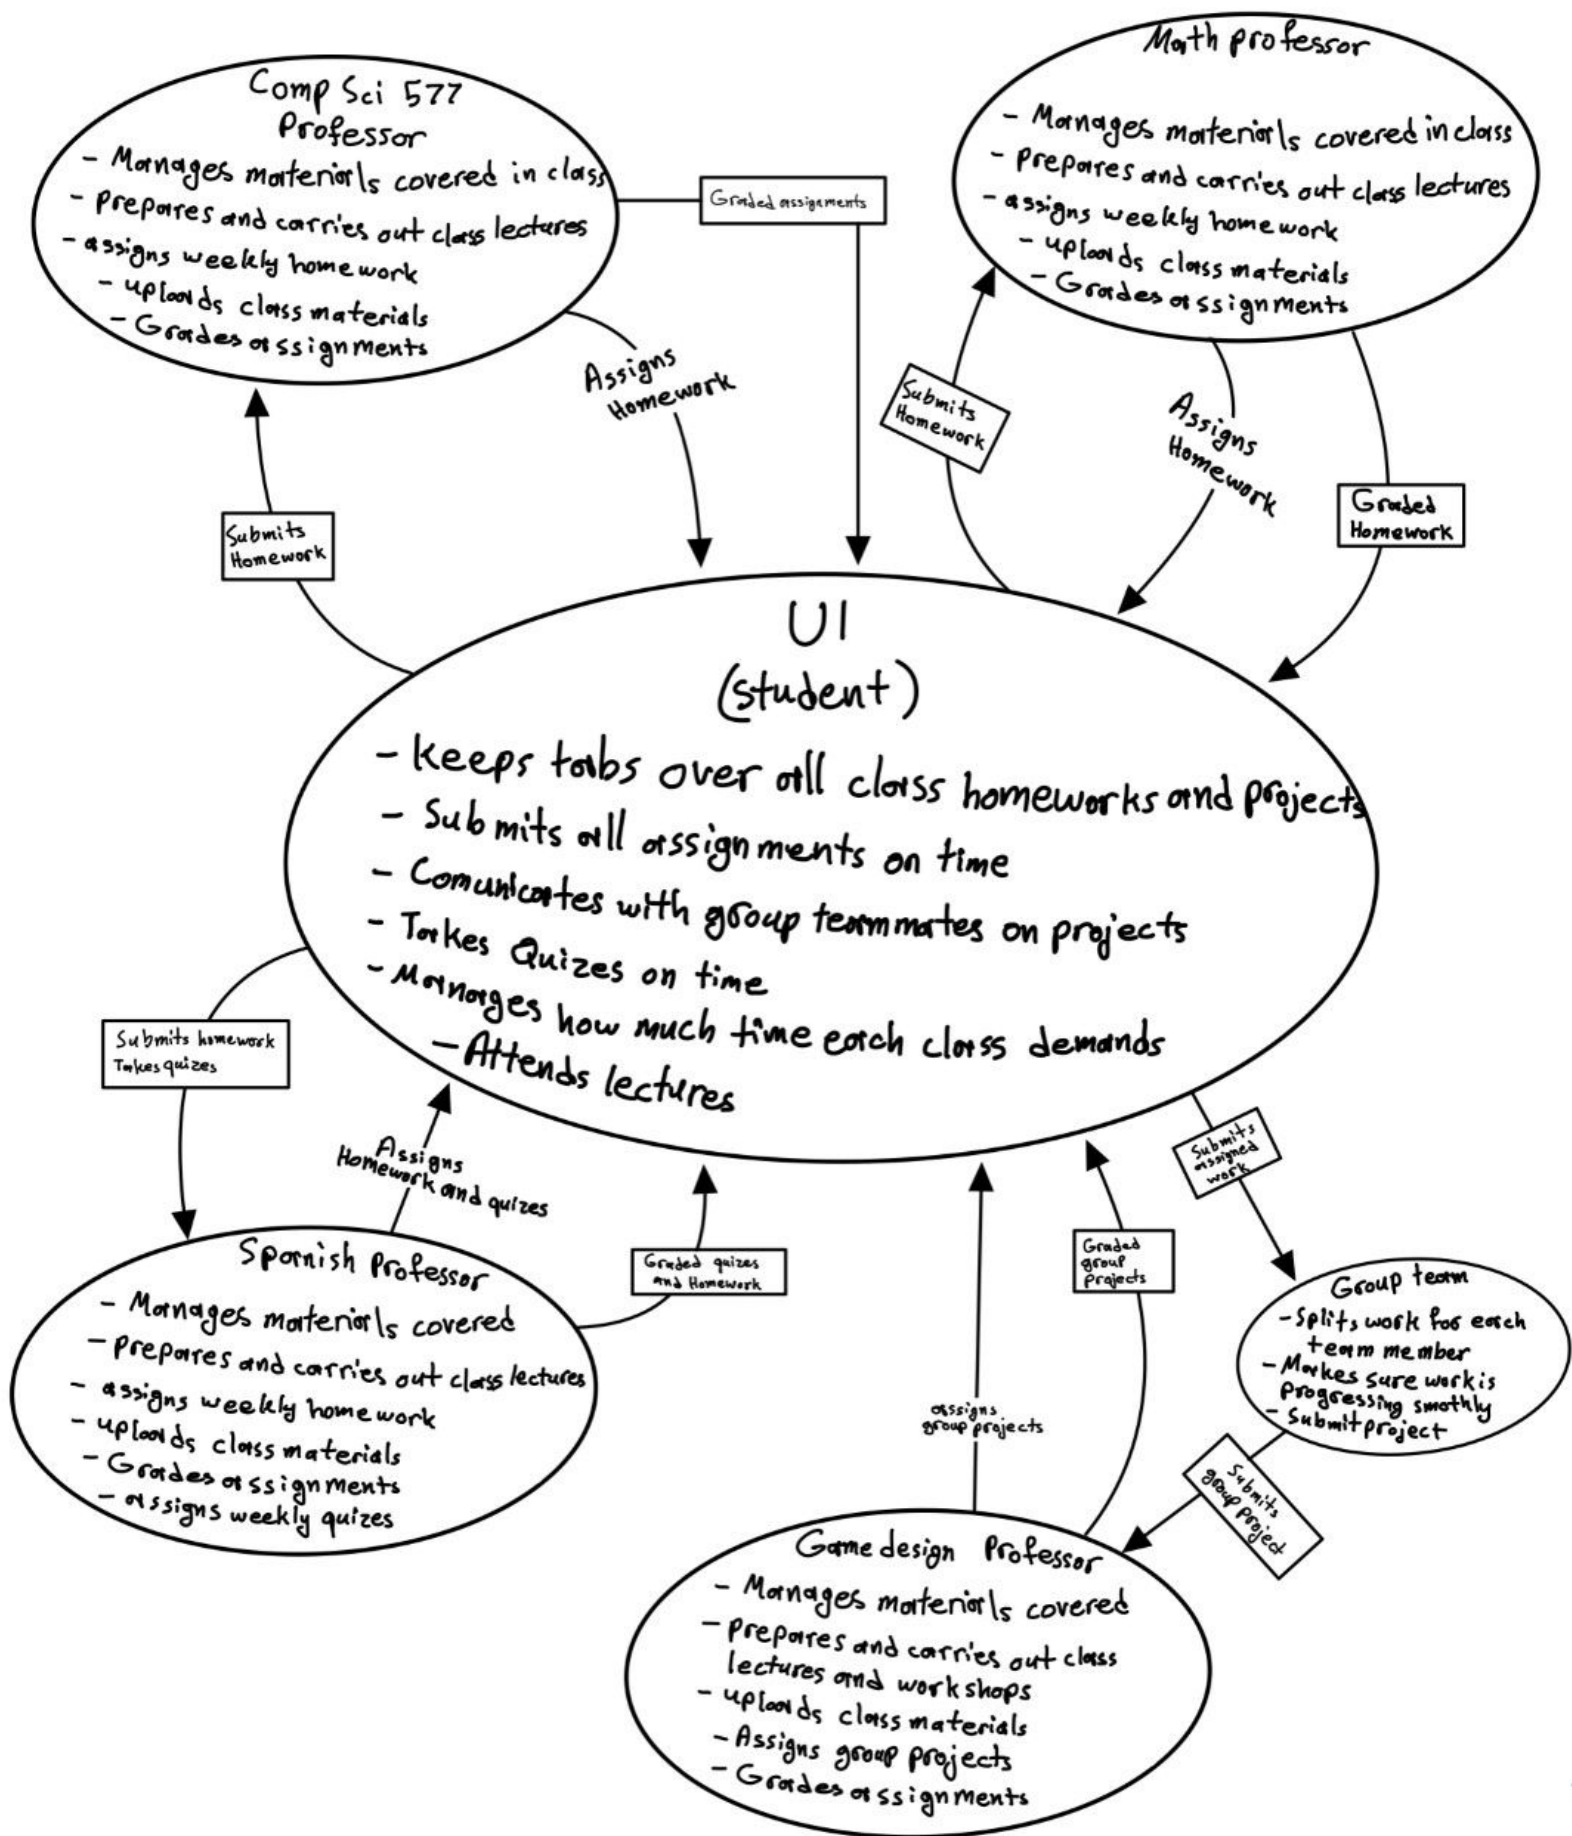 Comp Sci 577
Professor
- Manages materials covered in class
- prepares and carries out class lectures
- assigns weekly homework
- uploads class materials
- Grades assignments
Graded assignments
Math professor
- Manages materials covered in class
- prepares and carries out class lectures
- assigns weekly homework
- uploads class materials
- Grades assignments
Assigns
Homework
Submits
Homework
Assigns
Homework
Graded
Homework
Submits
Homework
UI
(student)
- keeps tabs over all class homeworks and projects
- Submits all assignments on time
- Comunicates with group teammates on projects
- Takes Quizes on time
- Manages how much time each class demands
- Attends lectures
Submits homework
Takes quizes
Assigns
Homework and quizes
Graded quizes
and Homework
Submits
assigned
work
Graded
group
projects
assigns
group projects
Spanish Professor
- Manages materials covered
- prepares and carries out class lectures
- assigns weekly homework
- uploads class materials
- Grades assignments
- assigns weekly quizes
Group team
- Splits work for each
team member
- Makes sure work is
progressing smothly
- Submit project
Submits
group project
Game design Professor
- Manages materials covered
- prepares and carries out class
lectures and workshops
- uploads class materials
- Assigns group projects
- Grades assignments